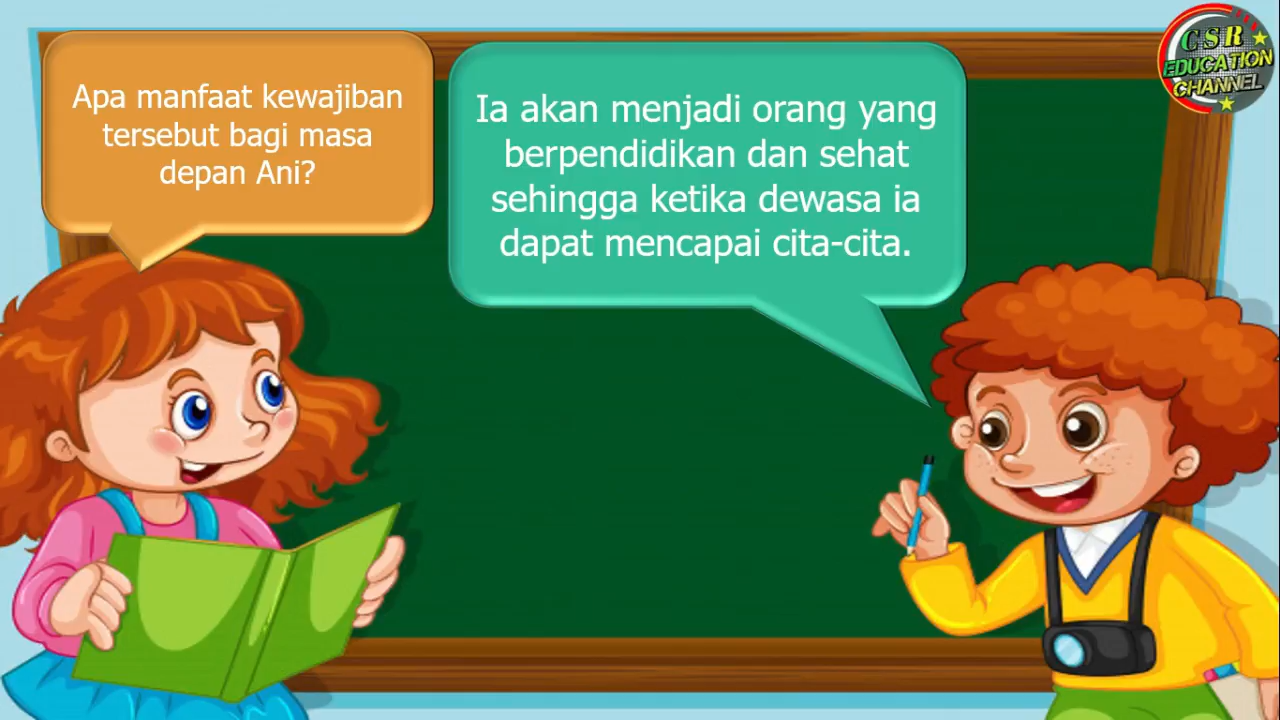 Apa manfaat kewajiban
tersebut bagi masa
depan Ani?
Ia akan menjadi orang yang
berpendidikan dan sehat
sehingga ketika dewasa ia
dapat mencapai cita-cita.
CSR
EDUCATION
CHANNEL